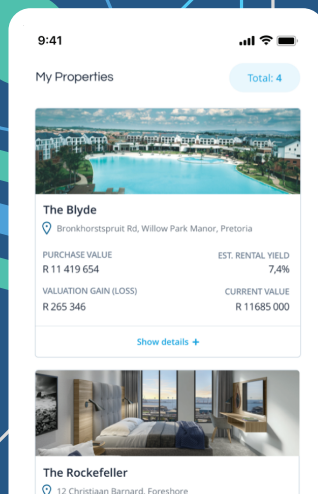 9:41
My Properties
Total: 4
The Blyde
Bronkhorstspruit Rd, Willow Park Manor, Pretoria
PURCHASE VALUE EST. RENTAL YIELD
R 11 419 654 7,4%
VALUATION GAIN (LOSS) CURRENT VALUE
R 265 346 R 11685 000
Show details +
The Rockefeller
12 Christiaan Barnard, Foreshore